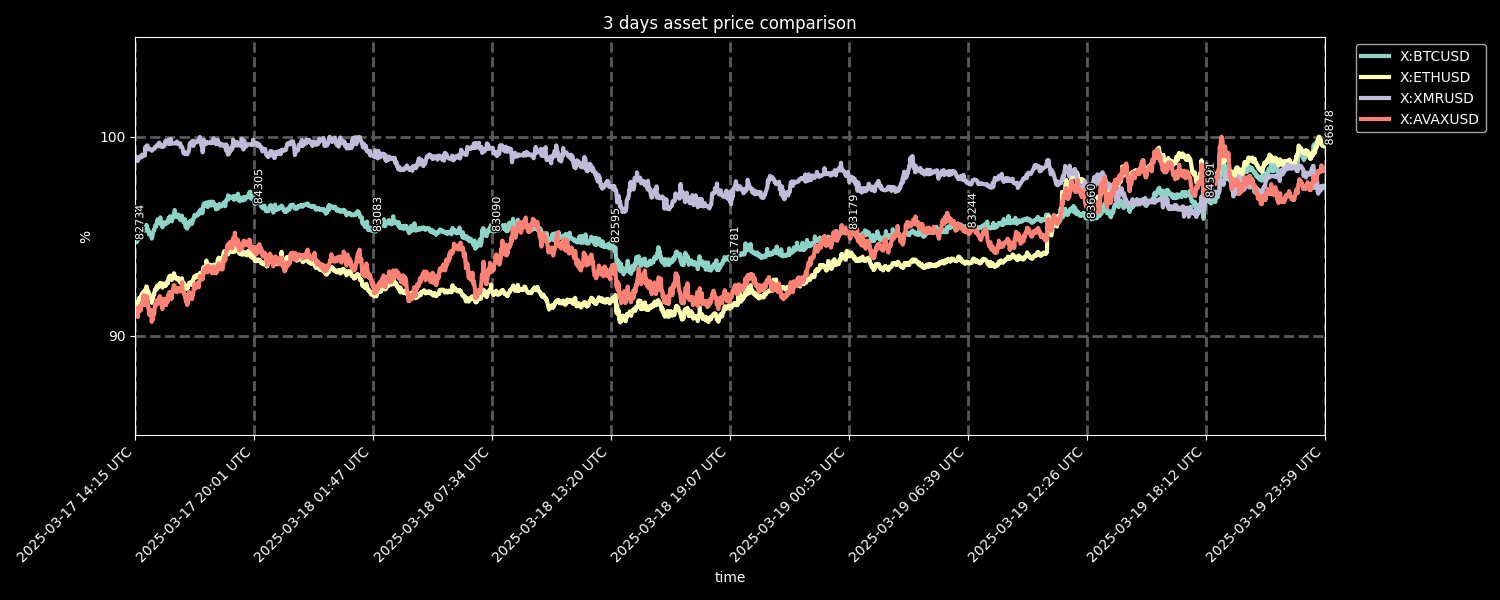 3 days asset price comparison
X:BTCUSD
X:ETHUSD
X:XMRUSD
X:AVAXUSD
100
90
%
82734
84305
83083
83090
82595
81781
83179
83244
83660
84591
86878
2025-03-17 14:15 UTC
2025-03-17 20:01 UTC
2025-03-18 01:47 UTC
2025-03-18 07:34 UTC
2025-03-18 13:20 UTC
2025-03-18 19:07 UTC
2025-03-19 00:53 UTC
2025-03-19 06:39 UTC
2025-03-19 12:26 UTC
2025-03-19 18:12 UTC
2025-03-19 23:59 UTC
time